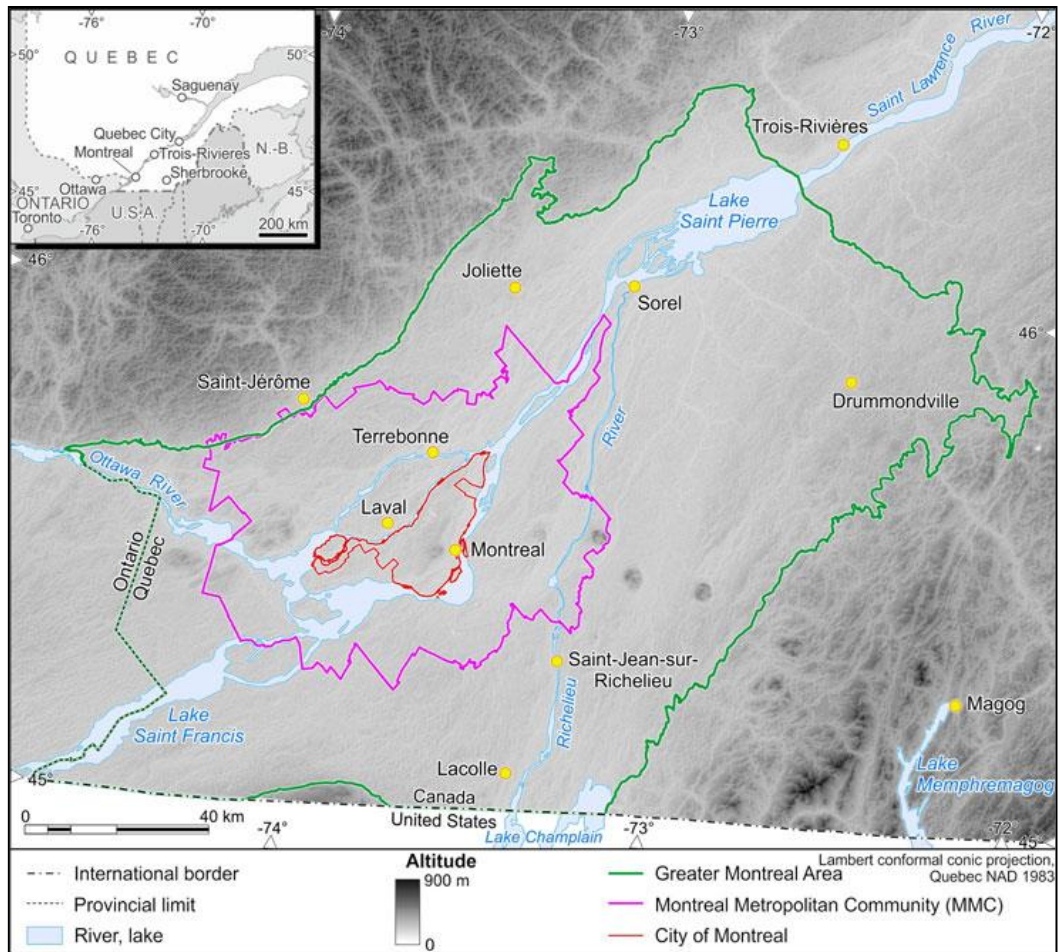 -76°
-70°
50°
50°
QUEBEC
Saguenay
Quebec City
Montreal
Trois-Rivieres
N.-B.
Sherbrooke
Ottawa
45°
45°
ONTARIO
U.S.A.
Toronto
-76°
-70°
200 km
-74°
-73°
-72°
Saint Lawrence River
Trois-Rivières
Lake
Saint Pierre
46°
Joliette
Sorel
46°
Saint-Jérôme
Drummondville
River
Terrebonne
Ottawa River
Laval
Montreal
Ontario
Quebec
Saint-Jean-sur-
Richelieu
Magog
Lake
Saint Francis
Richelieu
Lake
Memphremagog
Lacolle
45°
Canada
United States
0 40 km
Lake Champlain
-74°
-73°
-72°
45°
International border
Provincial limit
River, lake
Altitude
900 m
0
Lambert conformal conic projection,
Quebec NAD 1983
Greater Montreal Area
Montreal Metropolitan Community (MMC)
City of Montreal